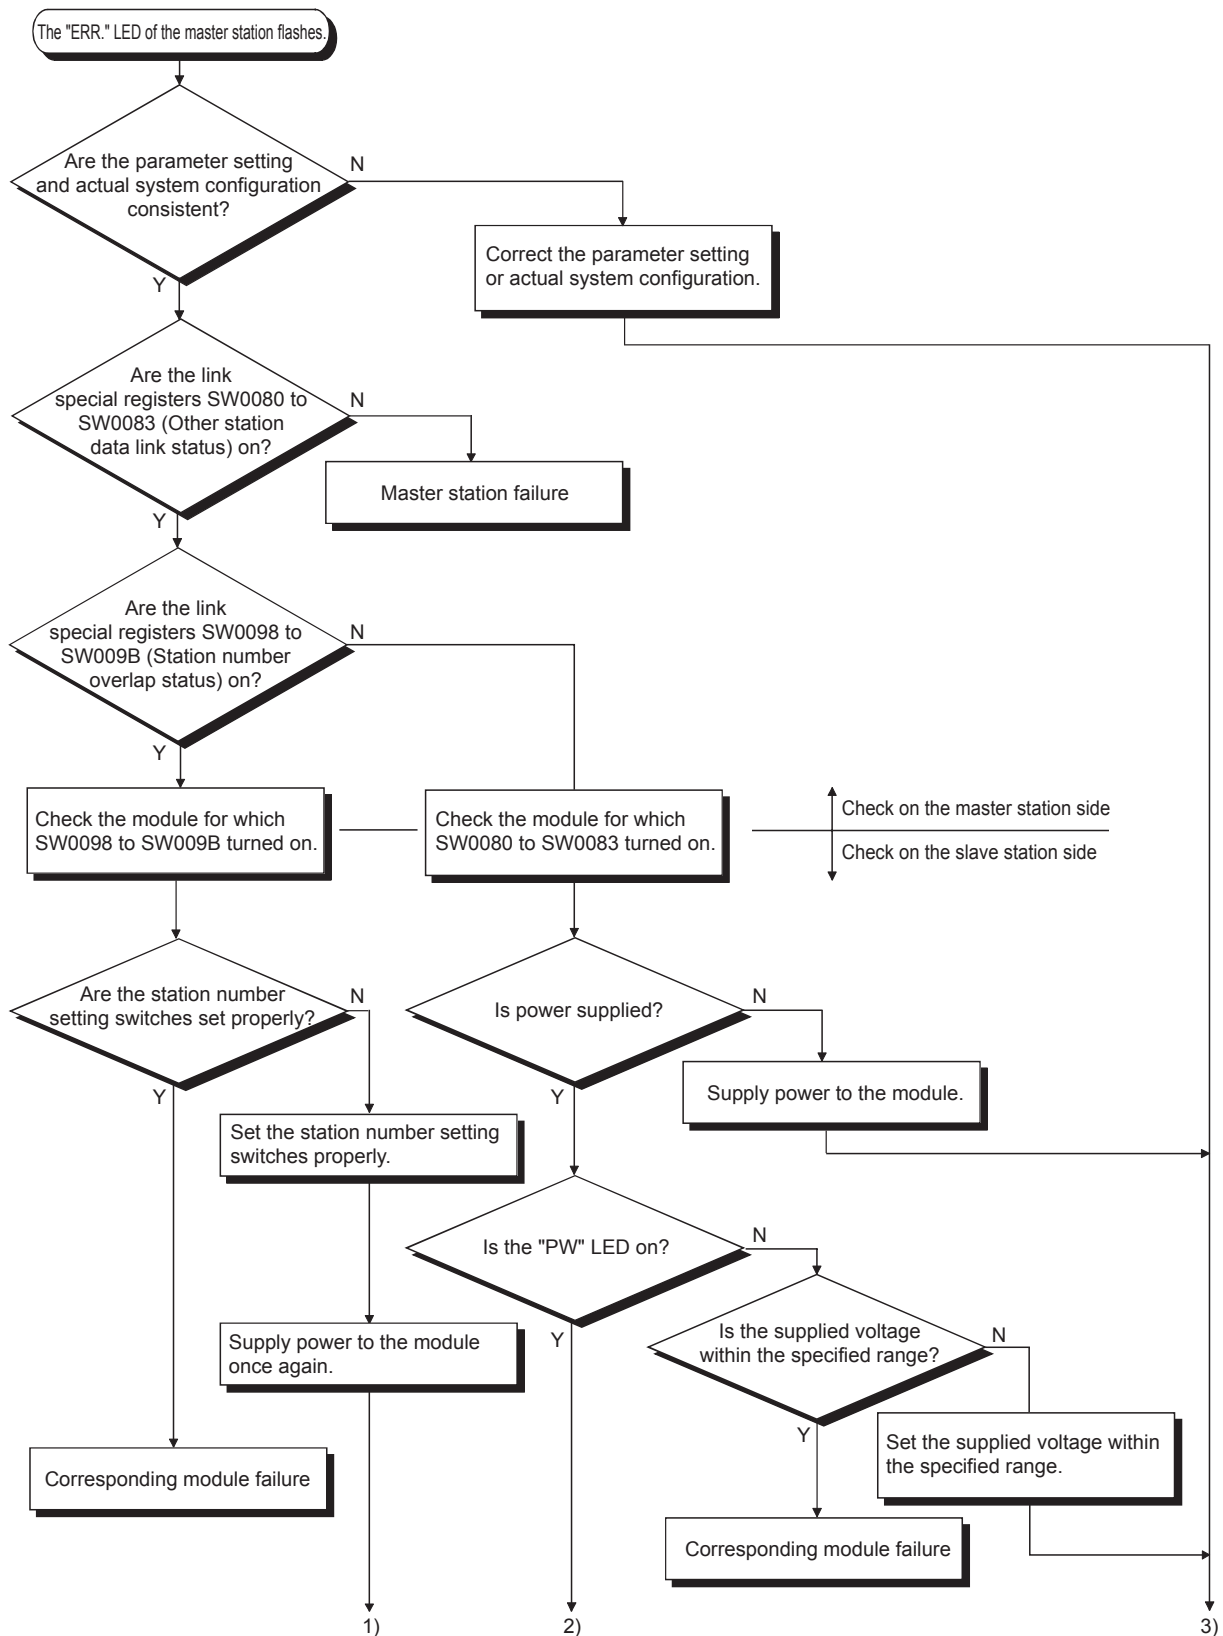 The "ERR." LED of the master station flashes.
Are the parameter setting
and actual system configuration
consistent?
N
Y
Correct the parameter setting
or actual system configuration.
Are the link
special registers SW0080 to
SW0083 (Other station
data link status) on?
N
Y
Master station failure
Are the link
special registers SW0098 to
SW009B (Station number
overlap status) on?
N
Y
Check the module for which
SW0098 to SW009B turned on.
Check the module for which
SW0080 to SW0083 turned on.
Check on the master station side
Check on the slave station side
Are the station number
setting switches set properly?
N
Y
Is power supplied?
N
Y
Supply power to the module.
Set the station number setting
switches properly.
Is the "PW" LED on?
N
Y
Supply power to the module
once again.
Is the supplied voltage
within the specified range?
N
Y
Set the supplied voltage within
the specified range.
Corresponding module failure
Corresponding module failure
1)
2)
3)